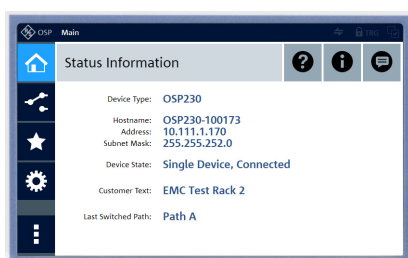 OSP Main TRG
Status Information
Device Type: OSP230
Hostname: OSP230-100173
Address: 10.111.1.170
Subnet Mask: 255.255.252.0
Device State: Single Device, Connected
Customer Text: EMC Test Rack 2
Last Switched Path: Path A